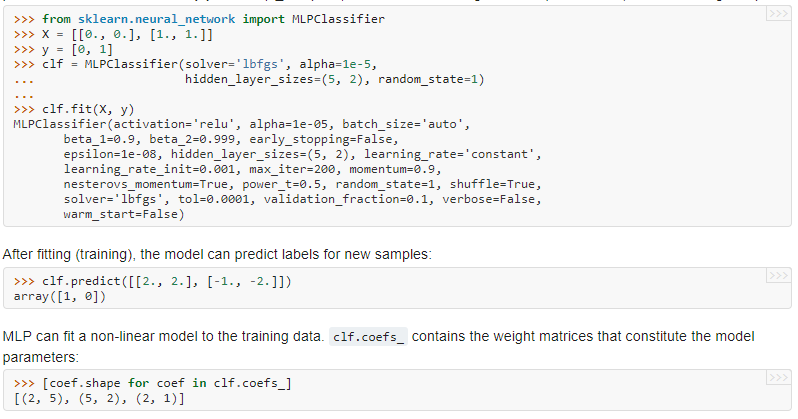 >>>
>>> from sklearn.neural_network import MLPClassifier
>>> X = [[0., 0.], [1., 1.]]
>>> y = [0, 1]
>>> clf = MLPClassifier(solver='lbfgs', alpha=1e-5,
...                     hidden_layer_sizes=(5, 2), random_state=1)
...
>>> clf.fit(X, y)
MLPClassifier(activation='relu', alpha=1e-05, batch_size='auto',
       beta_1=0.9, beta_2=0.999, early_stopping=False,
       epsilon=1e-08, hidden_layer_sizes=(5, 2), learning_rate='constant',
       learning_rate_init=0.001, max_iter=200, momentum=0.9,
       nesterovs_momentum=True, power_t=0.5, random_state=1, shuffle=True,
       solver='lbfgs', tol=0.0001, validation_fraction=0.1, verbose=False,
       warm_start=False)
After fitting (training), the model can predict labels for new samples:
>>>
>>> clf.predict([[2., 2.], [-1., -2.]])
array([1, 0])
MLP can fit a non-linear model to the training data. clf.coefs_ contains the weight matrices that constitute the model
parameters:
>>>
>>> [coef.shape for coef in clf.coefs_]
[(2, 5), (5, 2), (2, 1)]